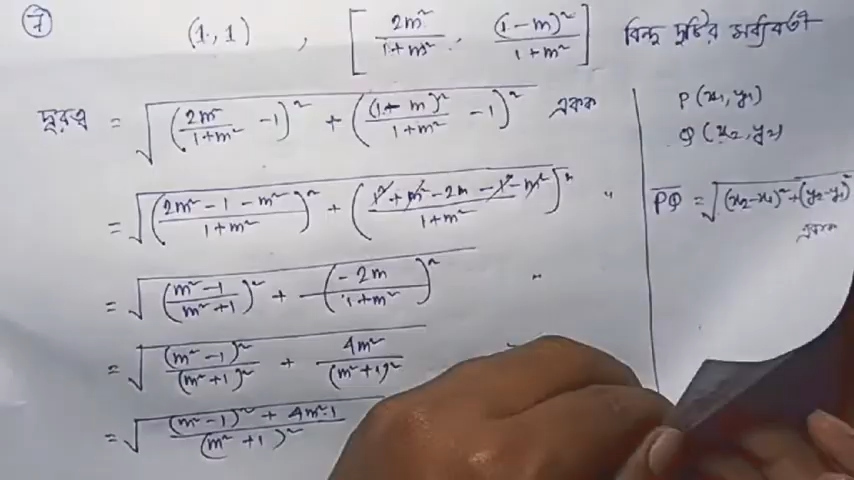 (7) (1, 1) , [2m²/(1+m²), (1-m)²/(1+m²)] বিন্দু দুটির মধ্যবর্তী
দূরত্ব = √((2m²/(1+m²) - 1)² + ((1-m)²/(1+m²) - 1)²) একক
= √(((2m² - 1 - m²)/(1+m²))² + ((1² + m² - 2m - 1² - m²)/(1+m²))²) "
= √(((m²-1)/(m²+1))² + ((-2m)/(1+m²))²) "
= √((m²-1)²/(m²+1)² + 4m²/(m²+1)²)
= √(((m²-1)² + 4m²·1)/(m²+1)²)
P(x₁, y₁)
Q(x₂, y₂)
PQ = √((x₂-x₁)² + (y₂-y₁)²)
একক